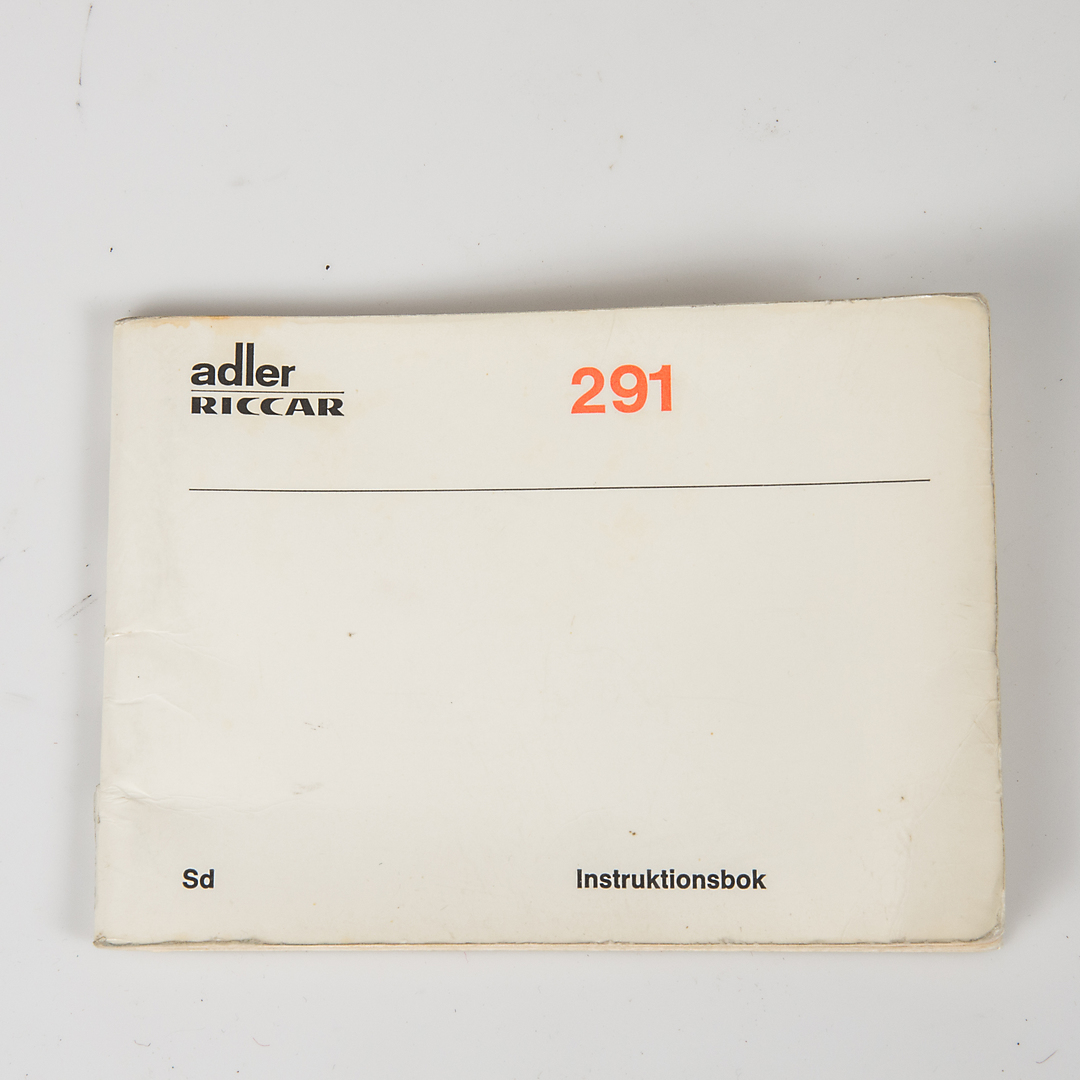 adler
RICCAR
291
Sd
Instruktionsbok